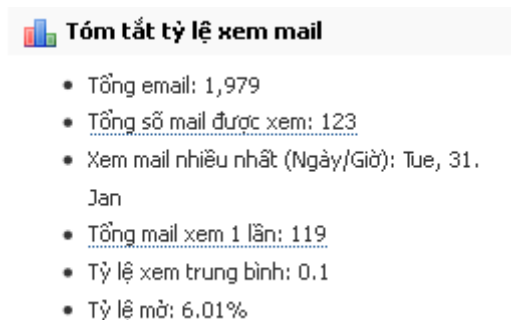 Tóm tắt tỷ lệ xem mail
Tổng email: 1,979
Tổng số mail được xem: 123
Xem mail nhiều nhất (Ngày/Giờ): Tue, 31.
Jan
Tổng mail xem 1 lần: 119
Tỷ lệ xem trung bình: 0.1
Tỷ lệ mở: 6.01%